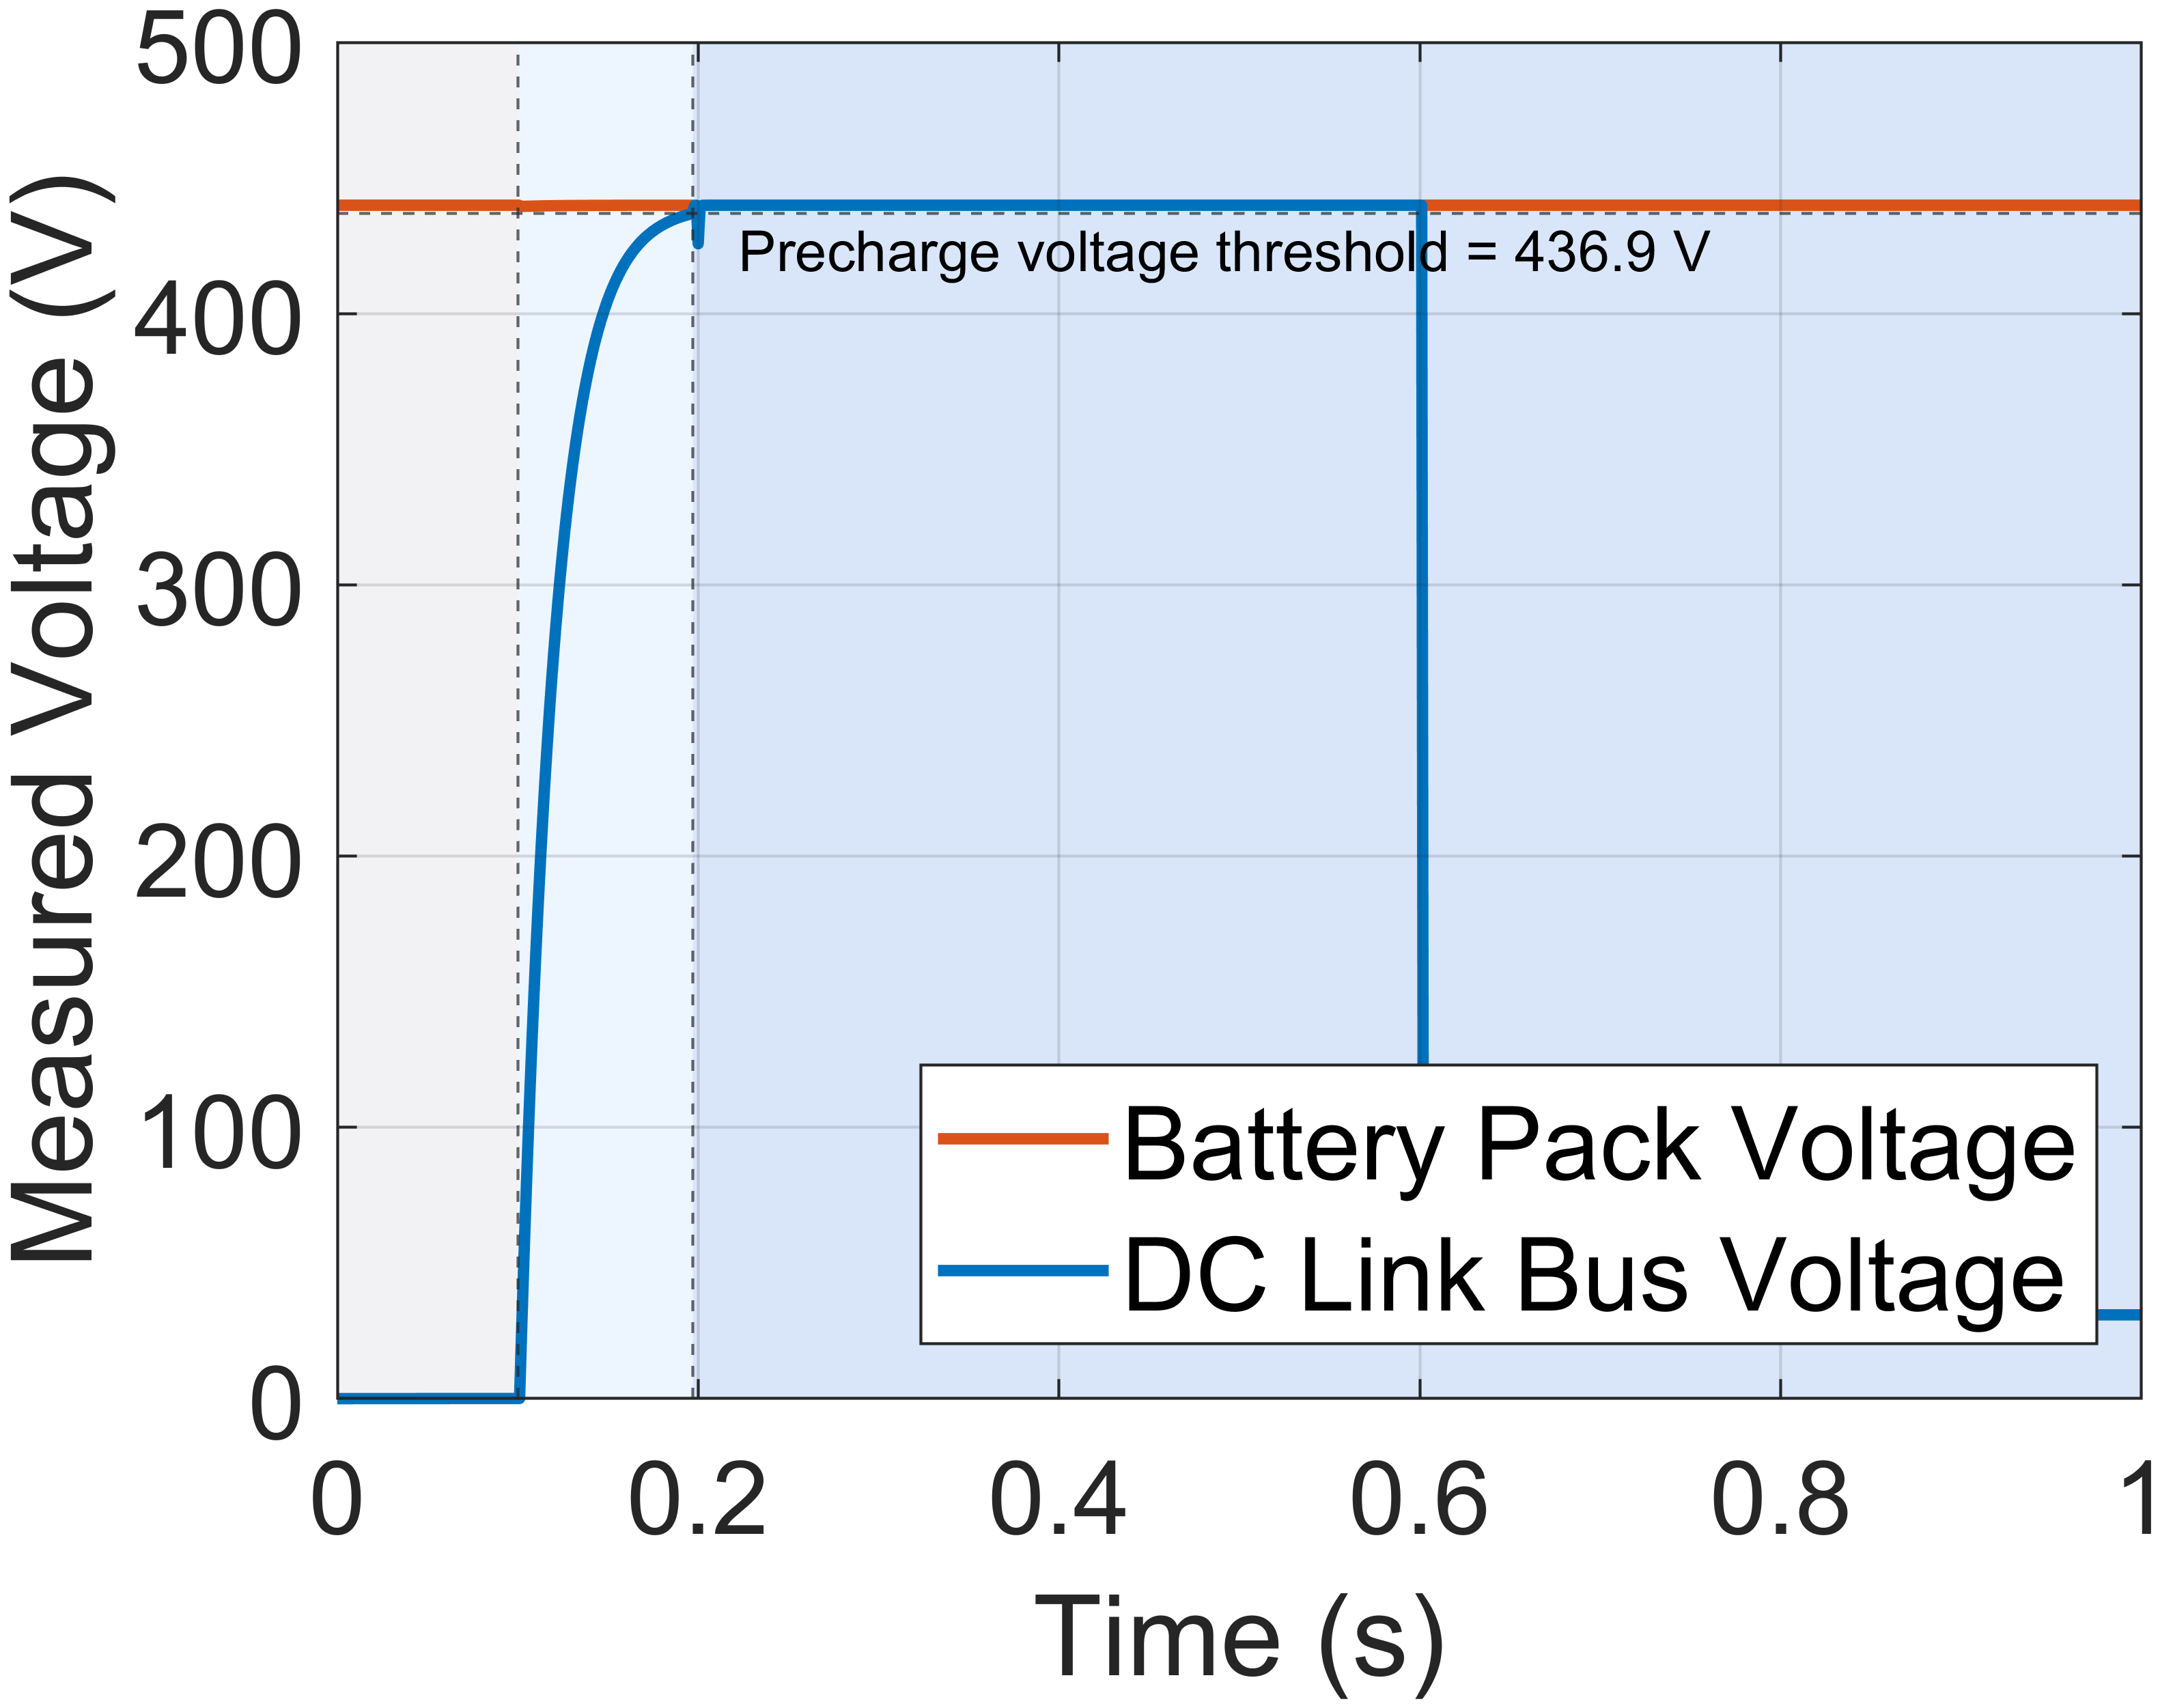 500
400
300
200
100
0
Measured Voltage (V)
Precharge voltage threshold = 436.9 V
Battery Pack Voltage
DC Link Bus Voltage
0 0.2 0.4 0.6 0.8 1
Time (s)